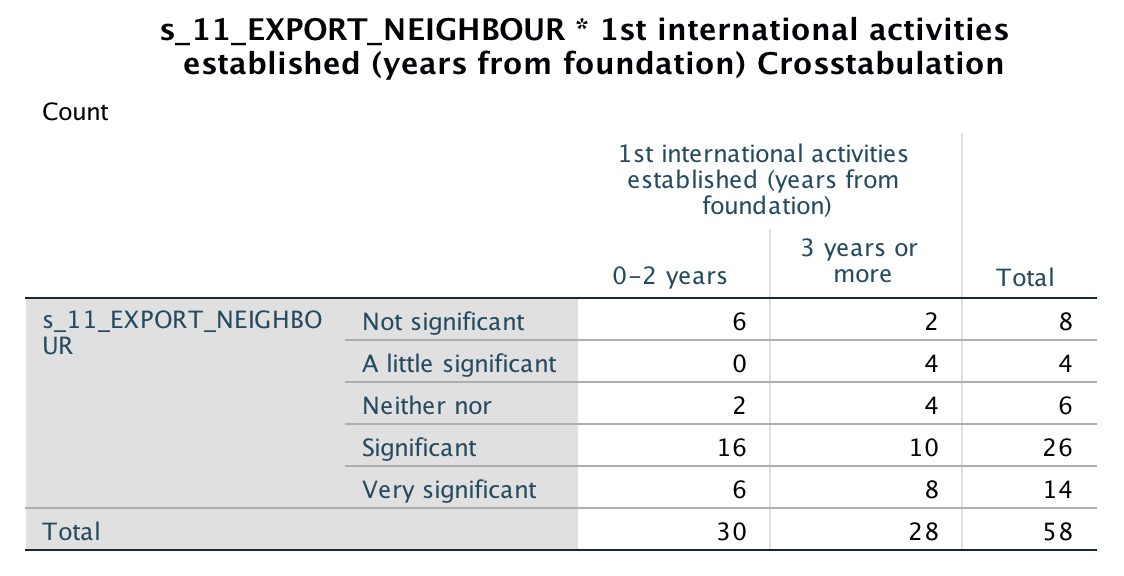 s_11_EXPORT_NEIGHBOUR * 1st international activities
established (years from foundation) Crosstabulation
Count
1st international activities
established (years from
foundation)
0-2 years 3 years or
more Total
s_11_EXPORT_NEIGHBO
UR
Not significant 6 2 8
A little significant 0 4 4
Neither nor 2 4 6
Significant 16 10 26
Very significant 6 8 14
Total 30 28 58